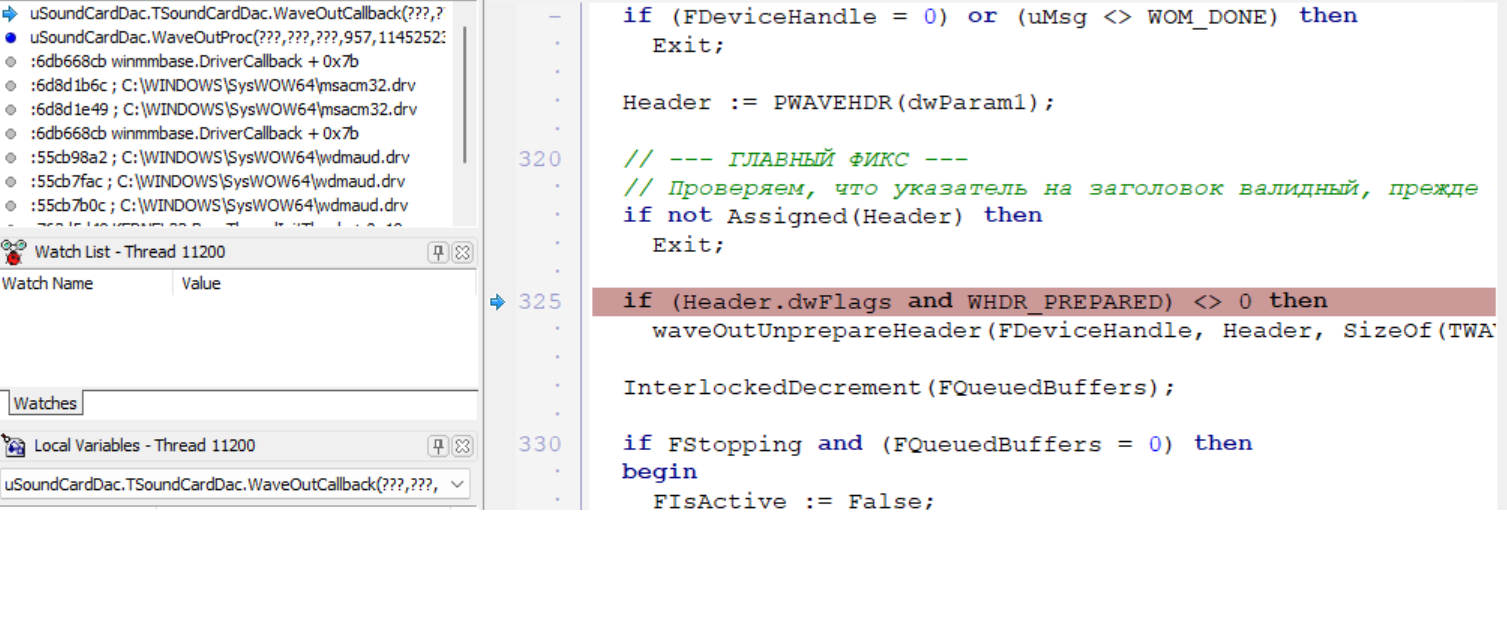 uSoundCardDac.TSoundCardDac.WaveOutCallback(???,?
uSoundCardDac.WaveOutProc(???,???,???,957,11452523
:6db668cb winmmbase.DriverCallback + 0x7b
:6d8d1b6c ; C:\WINDOWS\SysWOW64\msacm32.drv
:6d8d1e49 ; C:\WINDOWS\SysWOW64\msacm32.drv
:6db668cb winmmbase.DriverCallback + 0x7b
:55cb98a2 ; C:\WINDOWS\SysWOW64\wdmaud.drv
:55cb7fac ; C:\WINDOWS\SysWOW64\wdmaud.drv
:55cb7b0c ; C:\WINDOWS\SysWOW64\wdmaud.drv
Watch List - Thread 11200
Watch Name Value
Watches
Local Variables - Thread 11200
uSoundCardDac.TSoundCardDac.WaveOutCallback(???,???,
if (FDeviceHandle = 0) or (uMsg <> WOM_DONE) then
Exit;
Header := PWAVEHDR(dwParam1);
320 // --- ГЛАВНЫЙ ФИКС ---
// Проверяем, что указатель на заголовок валидный, прежде
if not Assigned(Header) then
Exit;
325 if (Header.dwFlags and WHDR_PREPARED) <> 0 then
waveOutUnprepareHeader(FDeviceHandle, Header, SizeOf(TWA
InterlockedDecrement(FQueuedBuffers);
330 if FStopping and (FQueuedBuffers = 0) then
begin
FIsActive := False;